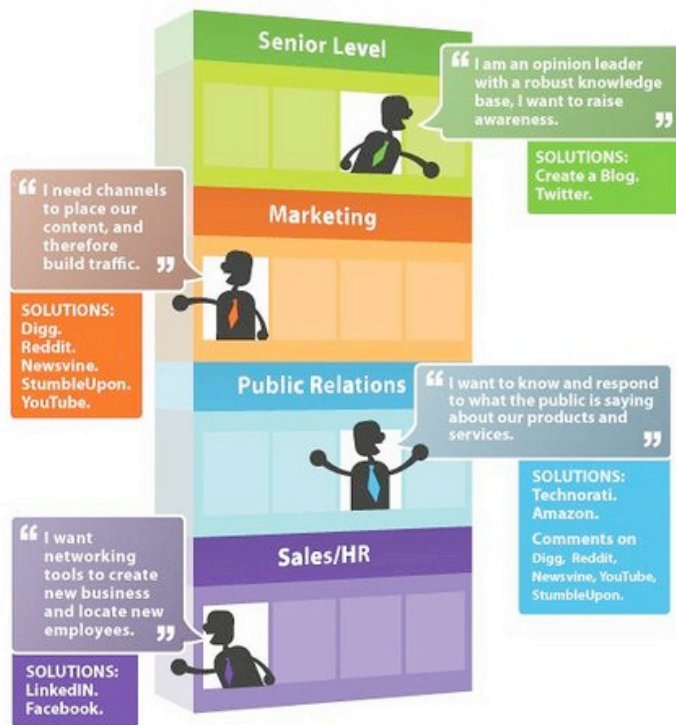 Senior Level
“ I am an opinion leader
with a robust knowledge
base, I want to raise
awareness. ”
SOLUTIONS:
Create a Blog.
Twitter.
Marketing
“ I need channels
to place our
content, and
therefore
build traffic. ”
SOLUTIONS:
Digg.
Reddit.
Newsvine.
StumbleUpon.
YouTube.
Public Relations
“ I want to know and respond
to what the public is saying
about our products and
services. ”
SOLUTIONS:
Technorati.
Amazon.
Comments on
Digg, Reddit,
Newsvine, YouTube,
StumbleUpon.
Sales/HR
“ I want
networking
tools to create
new business
and locate new
employees. ”
SOLUTIONS:
LinkedIN.
Facebook.